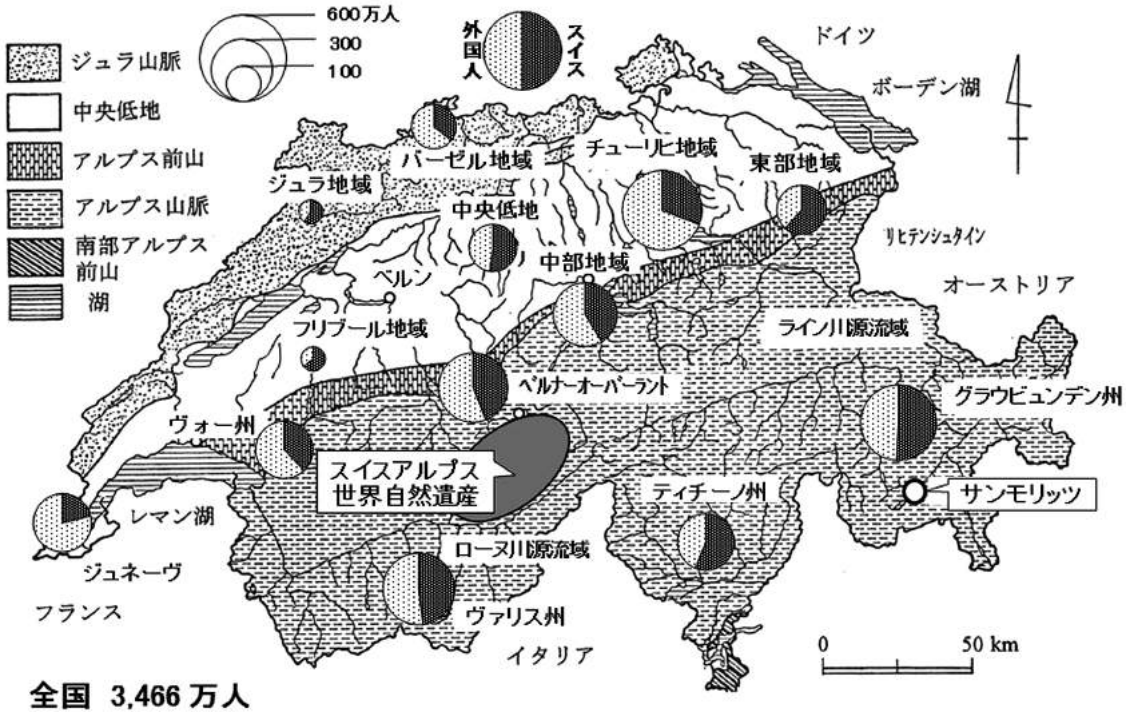 600万人
300
100
外国人
スイス
ジュラ山脈
中央低地
アルプス前山
アルプス山脈
南部アルプス
前山
湖
ドイツ
ボーデン湖
バーゼル地域
チューリヒ地域
東部地域
ジュラ地域
中央低地
リヒテンシュタイン
中部地域
ベルン
オーストリア
フリブール地域
ライン川源流域
ベルナーオーバーラント
グラウビュンデン州
ヴォー州
スイスアルプス
世界自然遺産
ティチーノ州
サンモリッツ
レマン湖
ローヌ川源流域
ジュネーヴ
フランス
ヴァリス州
イタリア
0 50 km
全国 3,466 万人